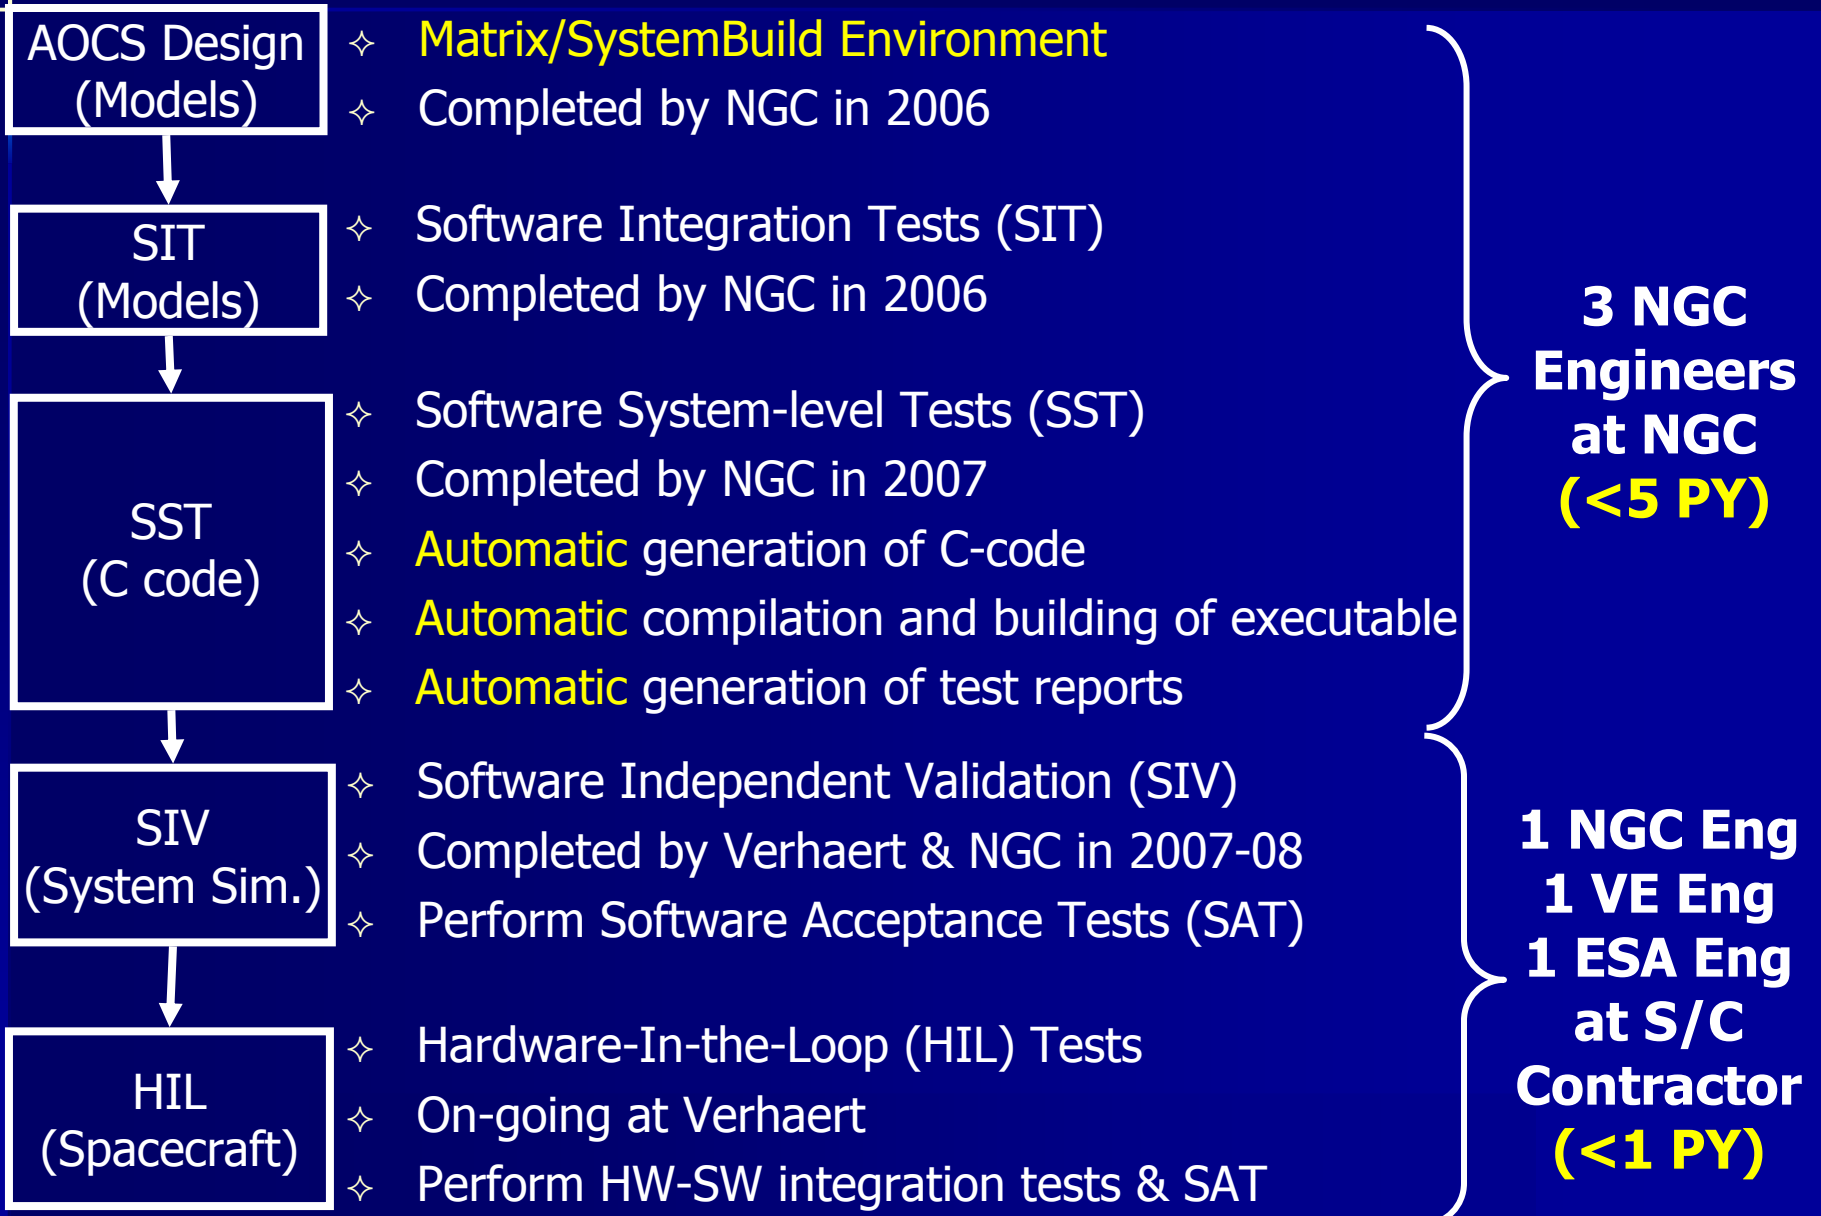 AOCS Design
(Models)
✧ Matrix/SystemBuild Environment
✧ Completed by NGC in 2006
SIT
(Models)
✧ Software Integration Tests (SIT)
✧ Completed by NGC in 2006
SST
(C code)
✧ Software System-level Tests (SST)
✧ Completed by NGC in 2007
✧ Automatic generation of C-code
✧ Automatic compilation and building of executable
✧ Automatic generation of test reports
3 NGC
Engineers
at NGC
(<5 PY)
SIV
(System Sim.)
✧ Software Independent Validation (SIV)
✧ Completed by Verhaert & NGC in 2007-08
✧ Perform Software Acceptance Tests (SAT)
HIL
(Spacecraft)
✧ Hardware-In-the-Loop (HIL) Tests
✧ On-going at Verhaert
✧ Perform HW-SW integration tests & SAT
1 NGC Eng
1 VE Eng
1 ESA Eng
at S/C
Contractor
(<1 PY)